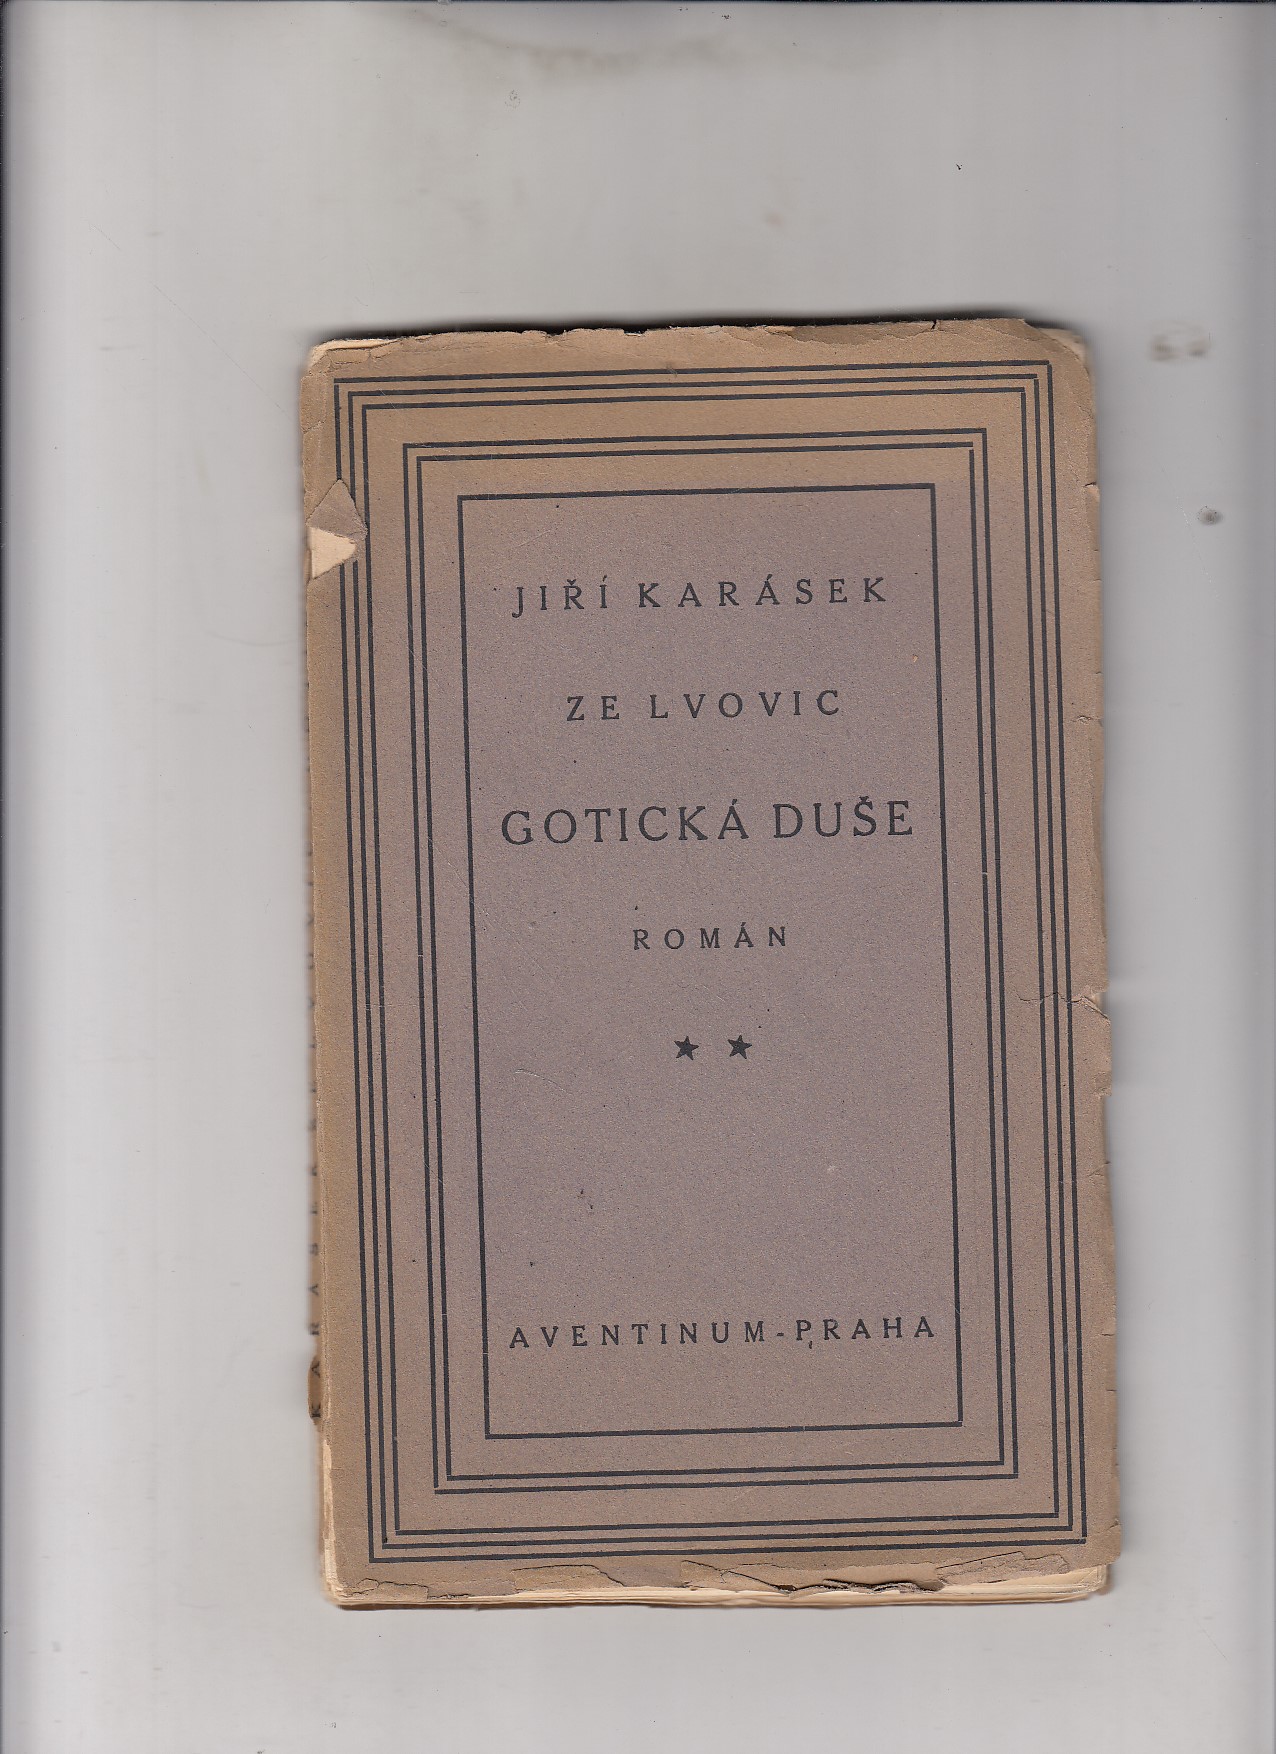 JIŘÍ KARÁSEK
ZE LVOVIC
GOTICKÁ DUŠE
ROMÁN
★ ★
AVENTINUM-PRAHA